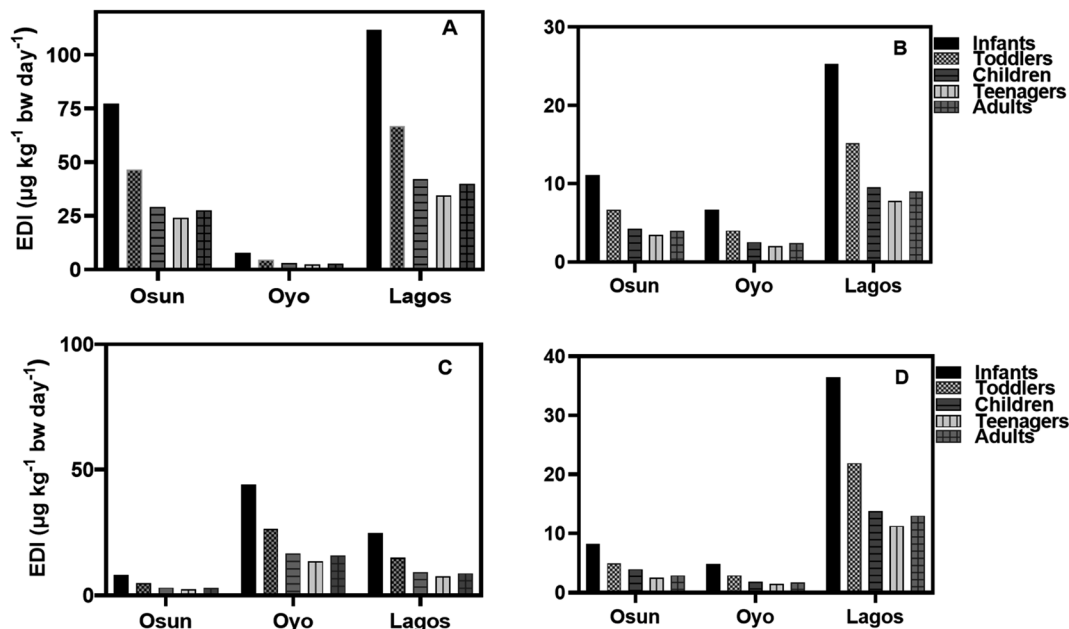 A
EDI (µg kg⁻¹ bw day⁻¹)
100
75
50
25
0
Osun Oyo Lagos
B
30
20
10
0
Osun Oyo Lagos
Infants
Toddlers
Children
Teenagers
Adults
C
EDI (µg kg⁻¹ bw day⁻¹)
100
50
0
Osun Oyo Lagos
D
40
30
20
10
0
Osun Oyo Lagos
Infants
Toddlers
Children
Teenagers
Adults